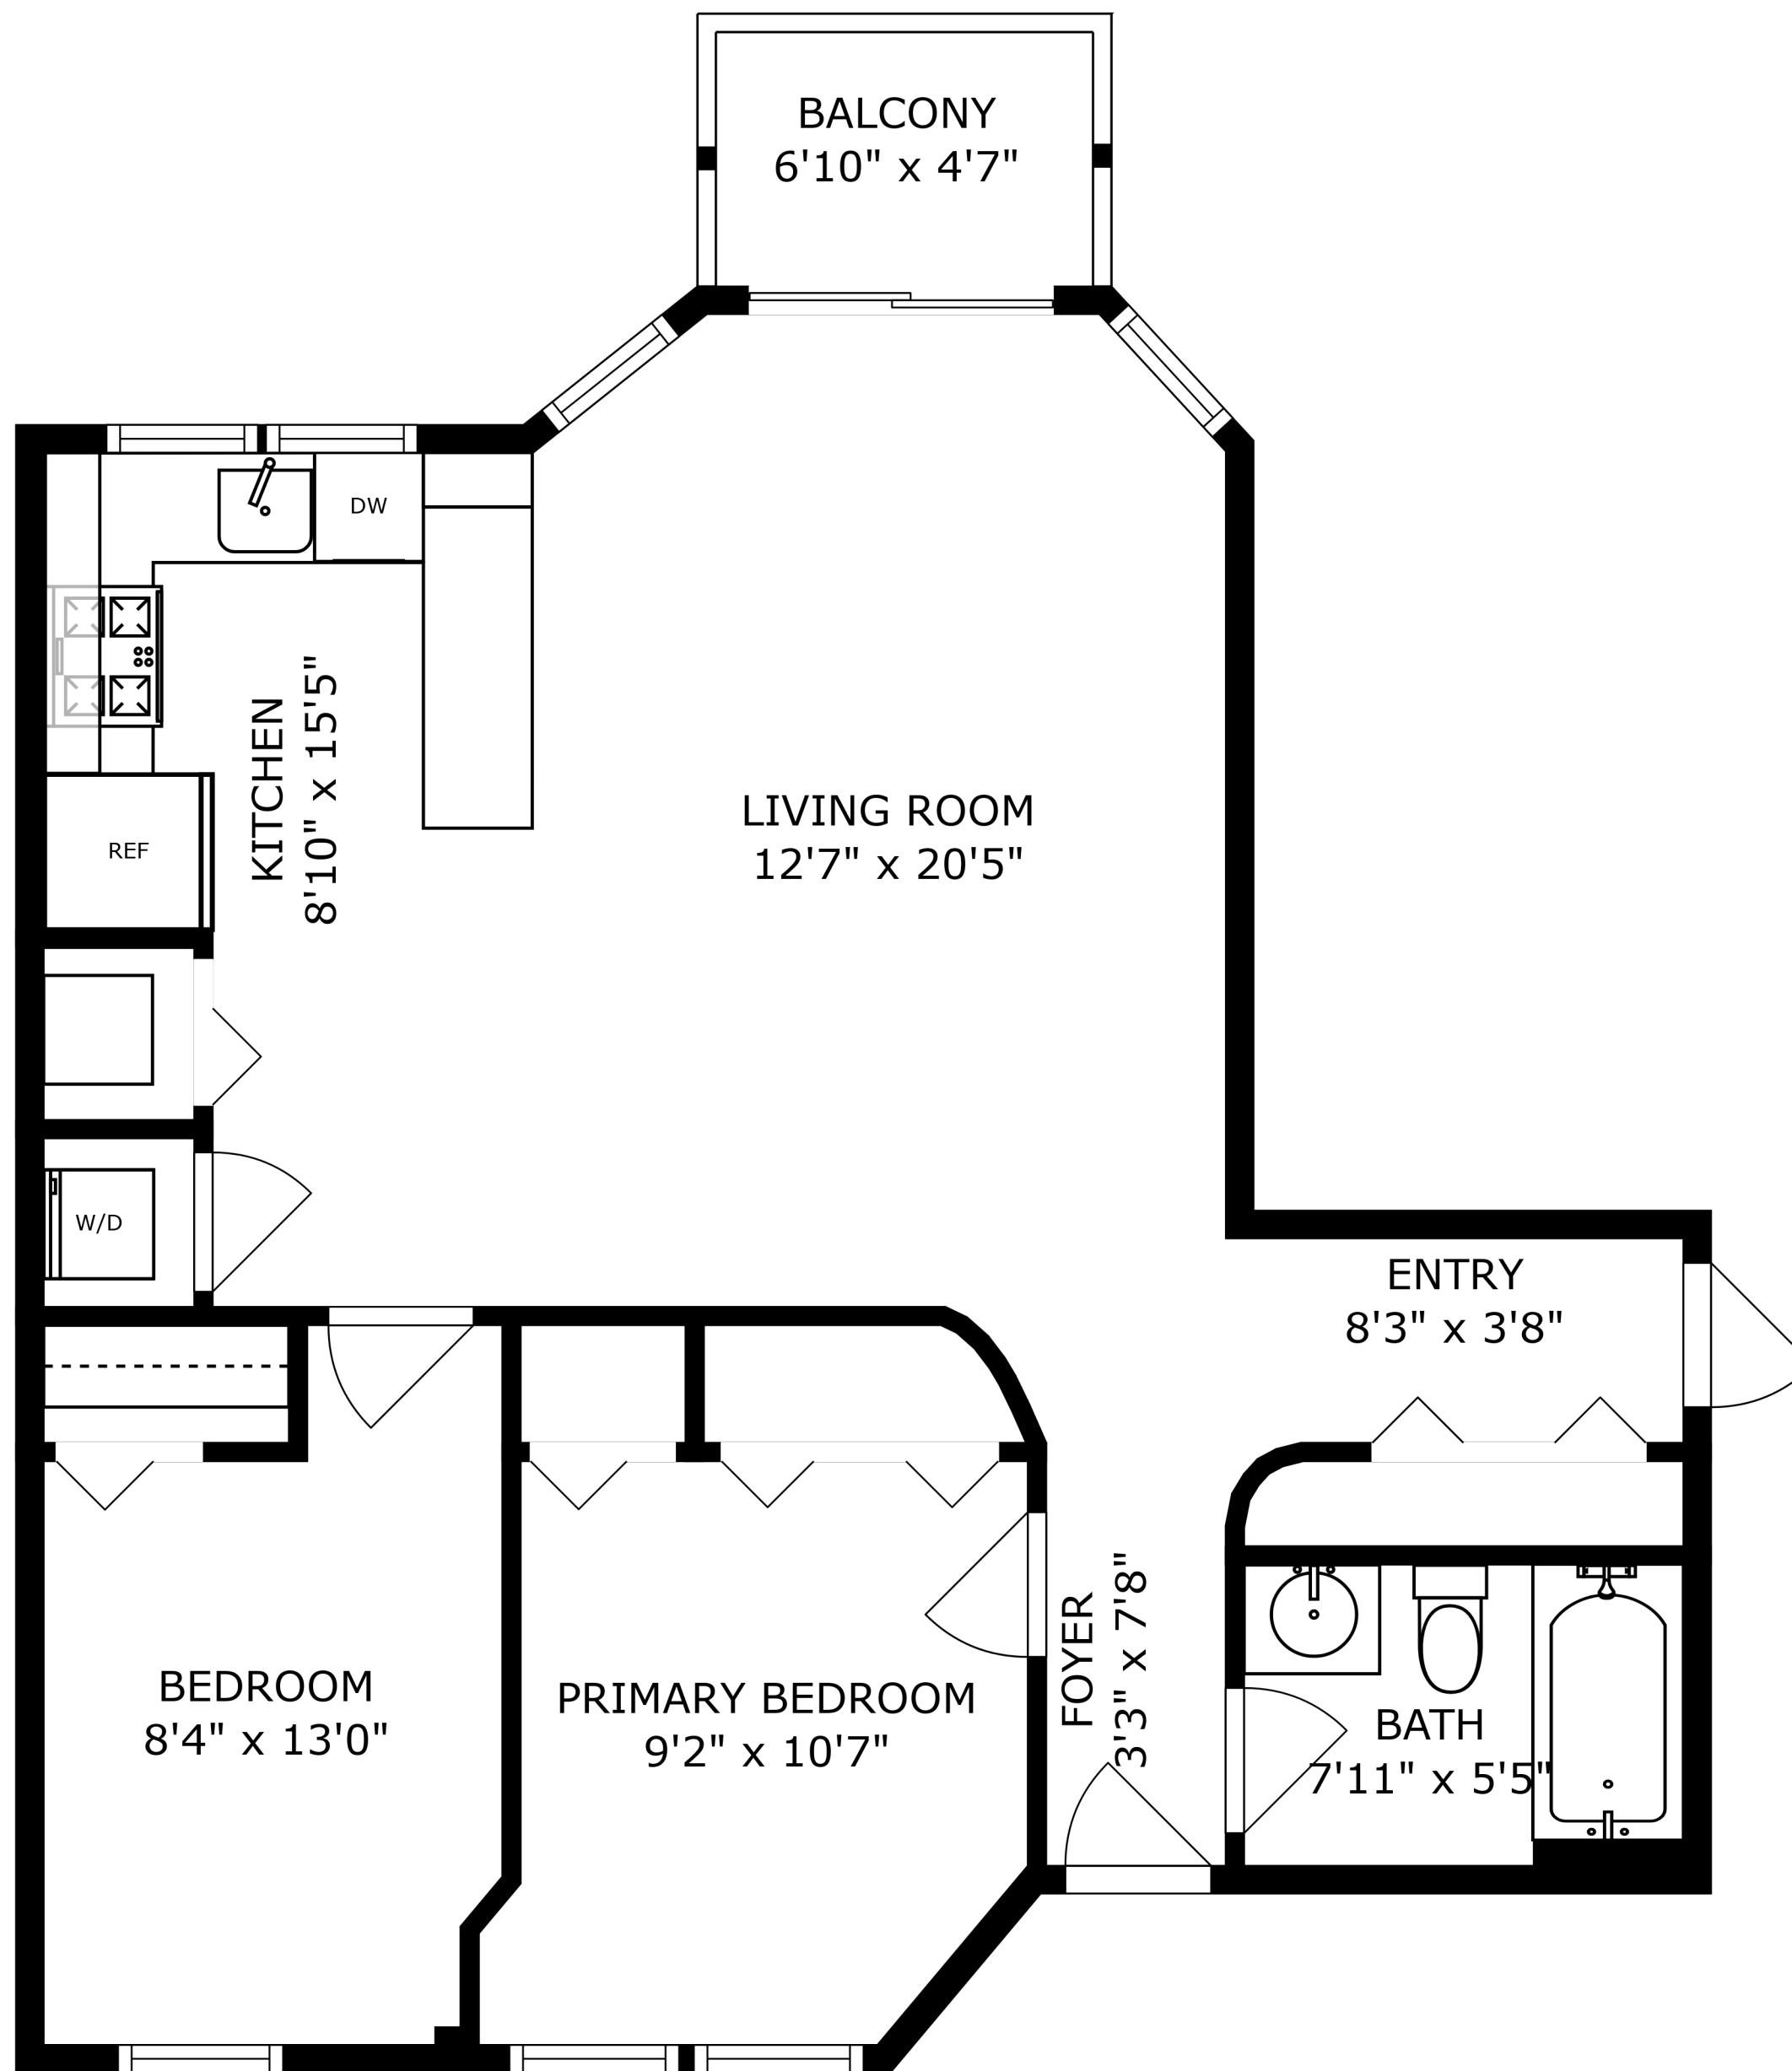 BALCONY
6'10" x 4'7"
DW
KITCHEN
8'10" x 15'5"
LIVING ROOM
12'7" x 20'5"
REF
W/D
ENTRY
8'3" x 3'8"
BEDROOM
8'4" x 13'0"
PRIMARY BEDROOM
9'2" x 10'7"
FOYER
3'3" x 7'8"
BATH
7'11" x 5'5"